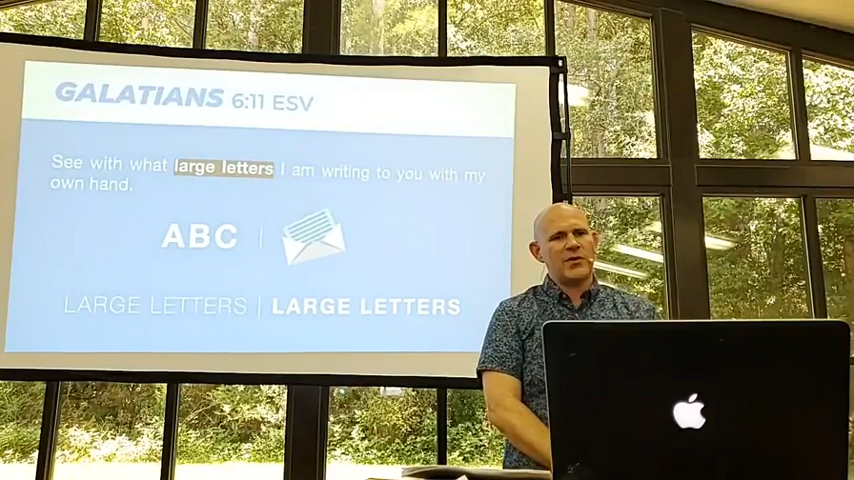 GALATIANS 6:11 ESV
See with what large letters I am writing to you with my
own hand.
ABC |
LARGE LETTERS | LARGE LETTERS